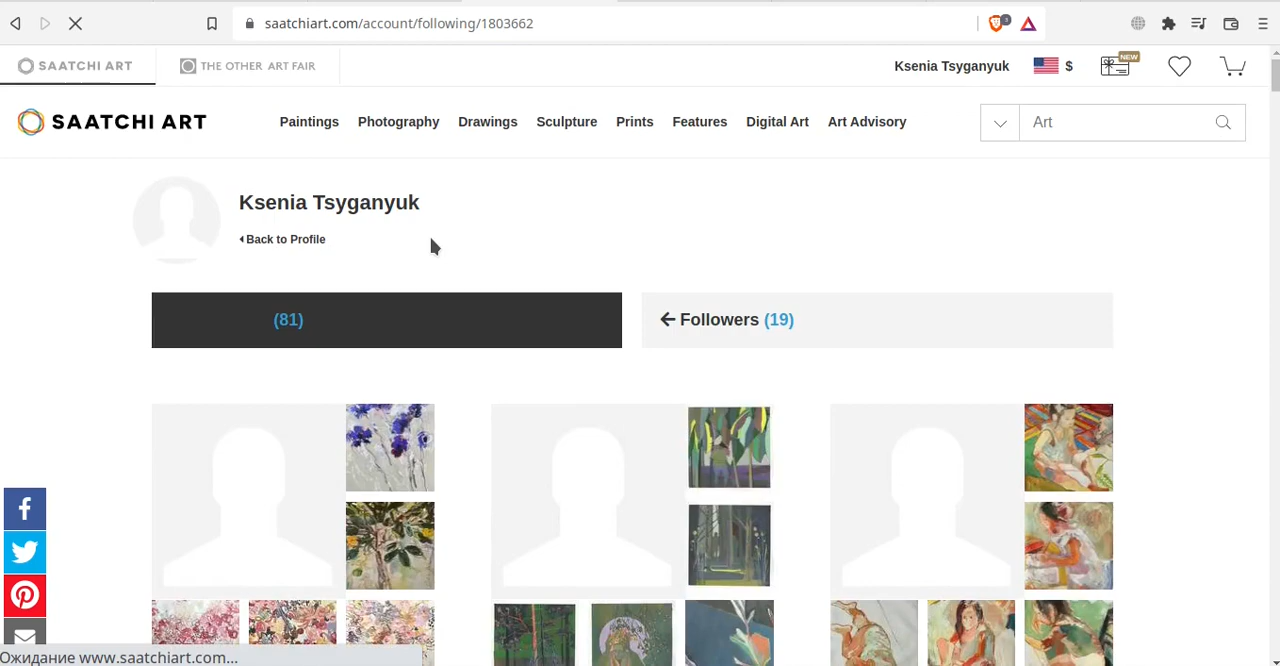 saatchiart.com/account/following/1803662
3
SAATCHI ART
THE OTHER ART FAIR
Ksenia Tsyganyuk
$
NEW
SAATCHI ART
Paintings
Photography
Drawings
Sculpture
Prints
Features
Digital Art
Art Advisory
Art
Ksenia Tsyganyuk
Back to Profile
(81)
Followers (19)
Ожидание www.saatchiart.com...